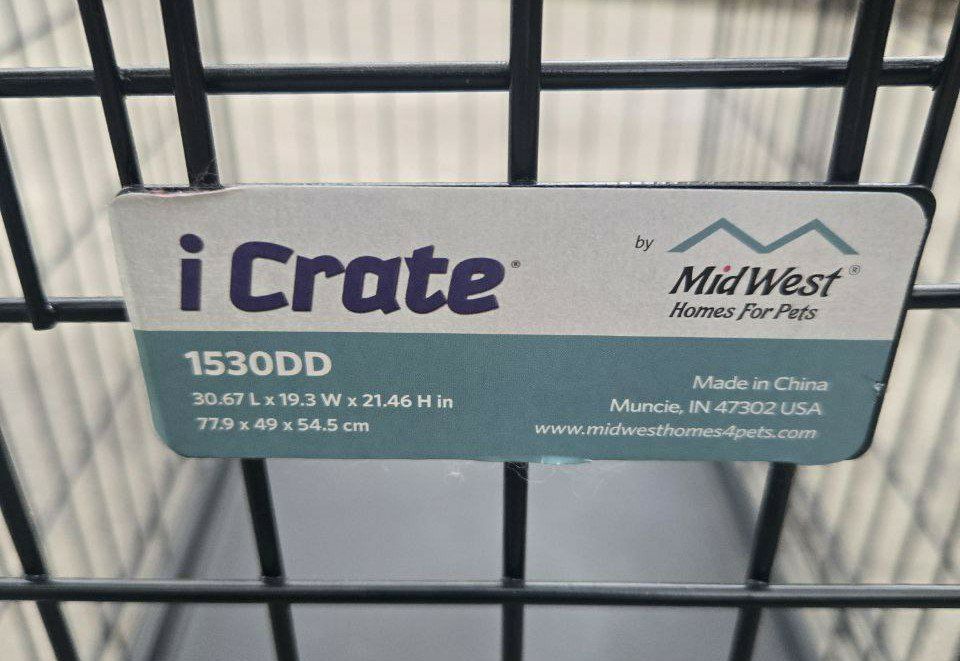 i Crate®
by
MidWest®
Homes For Pets
1530DD
30.67 L x 19.3 W x 21.46 H in
77.9 x 49 x 54.5 cm
Made in China
Muncie, IN 47302 USA
www.midwesthomes4pets.com